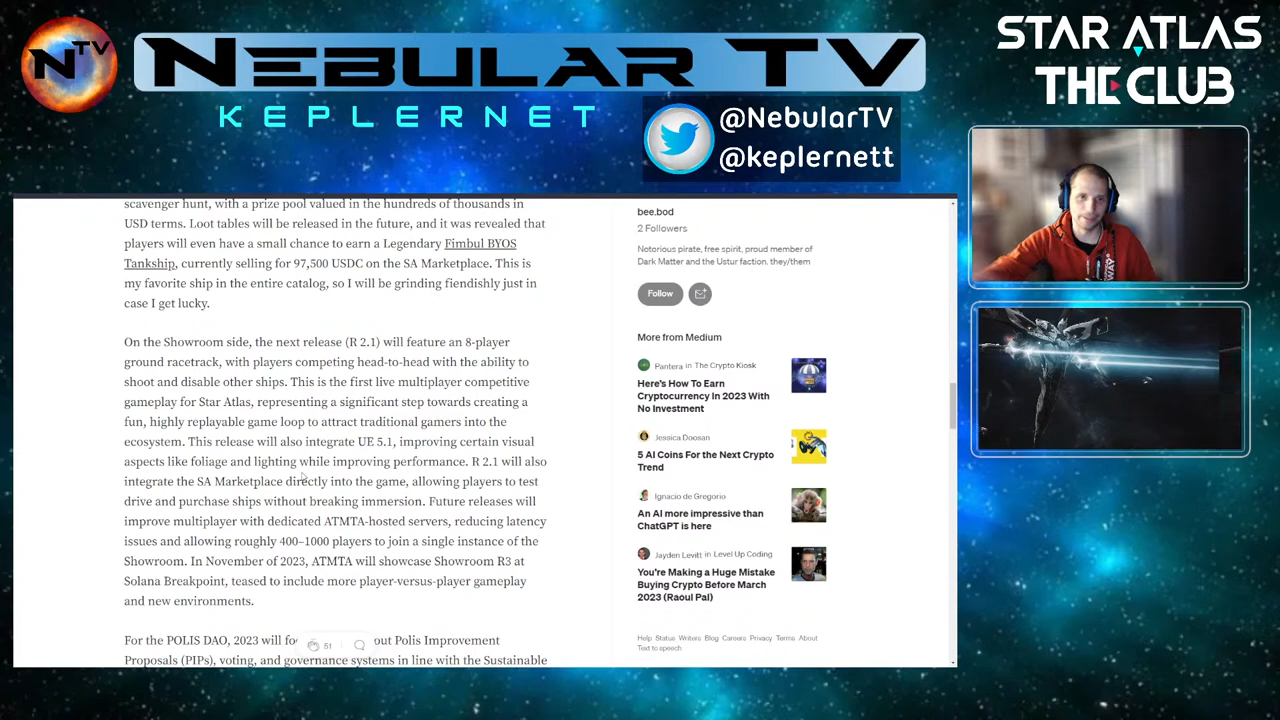 NTV
NEBULAR TV
KEPLERNET
@NebularTV
@keplernett
STAR ATLAS
THE CLUB
scavenger hunt, with a prize pool valued in the hundreds of thousands in
USD terms. Loot tables will be released in the future, and it was revealed that
players will even have a small chance to earn a Legendary Fimbul BYOS
Tankship, currently selling for 97,500 USDC on the SA Marketplace. This is
my favorite ship in the entire catalog, so I will be grinding fiendishly just in
case I get lucky.
On the Showroom side, the next release (R 2.1) will feature an 8-player
ground racetrack, with players competing head-to-head with the ability to
shoot and disable other ships. This is the first live multiplayer competitive
gameplay for Star Atlas, representing a significant step towards creating a
fun, highly replayable game loop to attract traditional gamers into the
ecosystem. This release will also integrate UE 5.1, improving certain visual
aspects like foliage and lighting while improving performance. R 2.1 will also
integrate the SA Marketplace directly into the game, allowing players to test
drive and purchase ships without breaking immersion. Future releases will
improve multiplayer with dedicated ATMTA-hosted servers, reducing latency
issues and allowing roughly 400–1000 players to join a single instance of the
Showroom. In November of 2023, ATMTA will showcase Showroom R3 at
Solana Breakpoint, teased to include more player-versus-player gameplay
and new environments.
For the POLIS DAO, 2023 will fo out Polis Improvement
51
Proposals (PIPs), voting, and governance systems in line with the Sustainable
bee.bod
2 Followers
Notorious pirate, free spirit, proud member of
Dark Matter and the Ustur faction. they/them
Follow
More from Medium
Pantera in The Crypto Kiosk
Here's How To Earn
Cryptocurrency In 2023 With
No Investment
Jessica Doosan
5 AI Coins For the Next Crypto
Trend
Ignacio de Gregorio
An AI more impressive than
ChatGPT is here
Jayden Levitt in Level Up Coding
You're Making a Huge Mistake
Buying Crypto Before March
2023 (Raoul Pal)
Help Status Writers Blog Careers Privacy Terms About
Text to speech